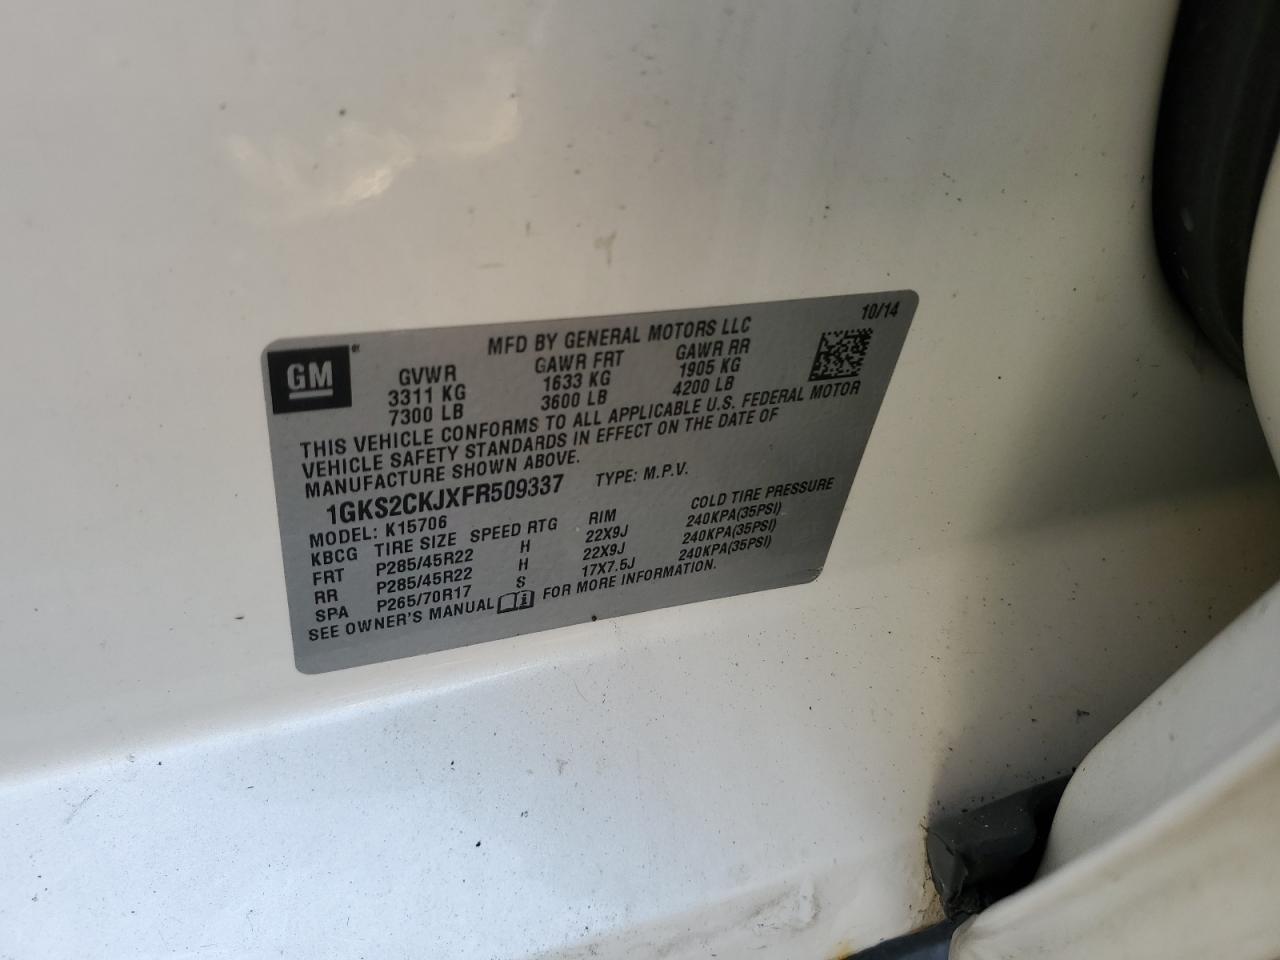 10/14
MFD BY GENERAL MOTORS LLC
GM
GVWR GAWR FRT GAWR RR
3311 KG 1633 KG 1905 KG
7300 LB 3600 LB 4200 LB
THIS VEHICLE CONFORMS TO ALL APPLICABLE U.S. FEDERAL MOTOR
VEHICLE SAFETY STANDARDS IN EFFECT ON THE DATE OF
MANUFACTURE SHOWN ABOVE.
1GKS2CKJXFR509337 TYPE: M.P.V.
MODEL: K15706
KBCG TIRE SIZE SPEED RTG RIM COLD TIRE PRESSURE
FRT P285/45R22 H 22X9J 240KPA(35PSI)
RR P285/45R22 H 22X9J 240KPA(35PSI)
SPA P265/70R17 S 17X7.5J 240KPA(35PSI)
SEE OWNER'S MANUAL FOR MORE INFORMATION.